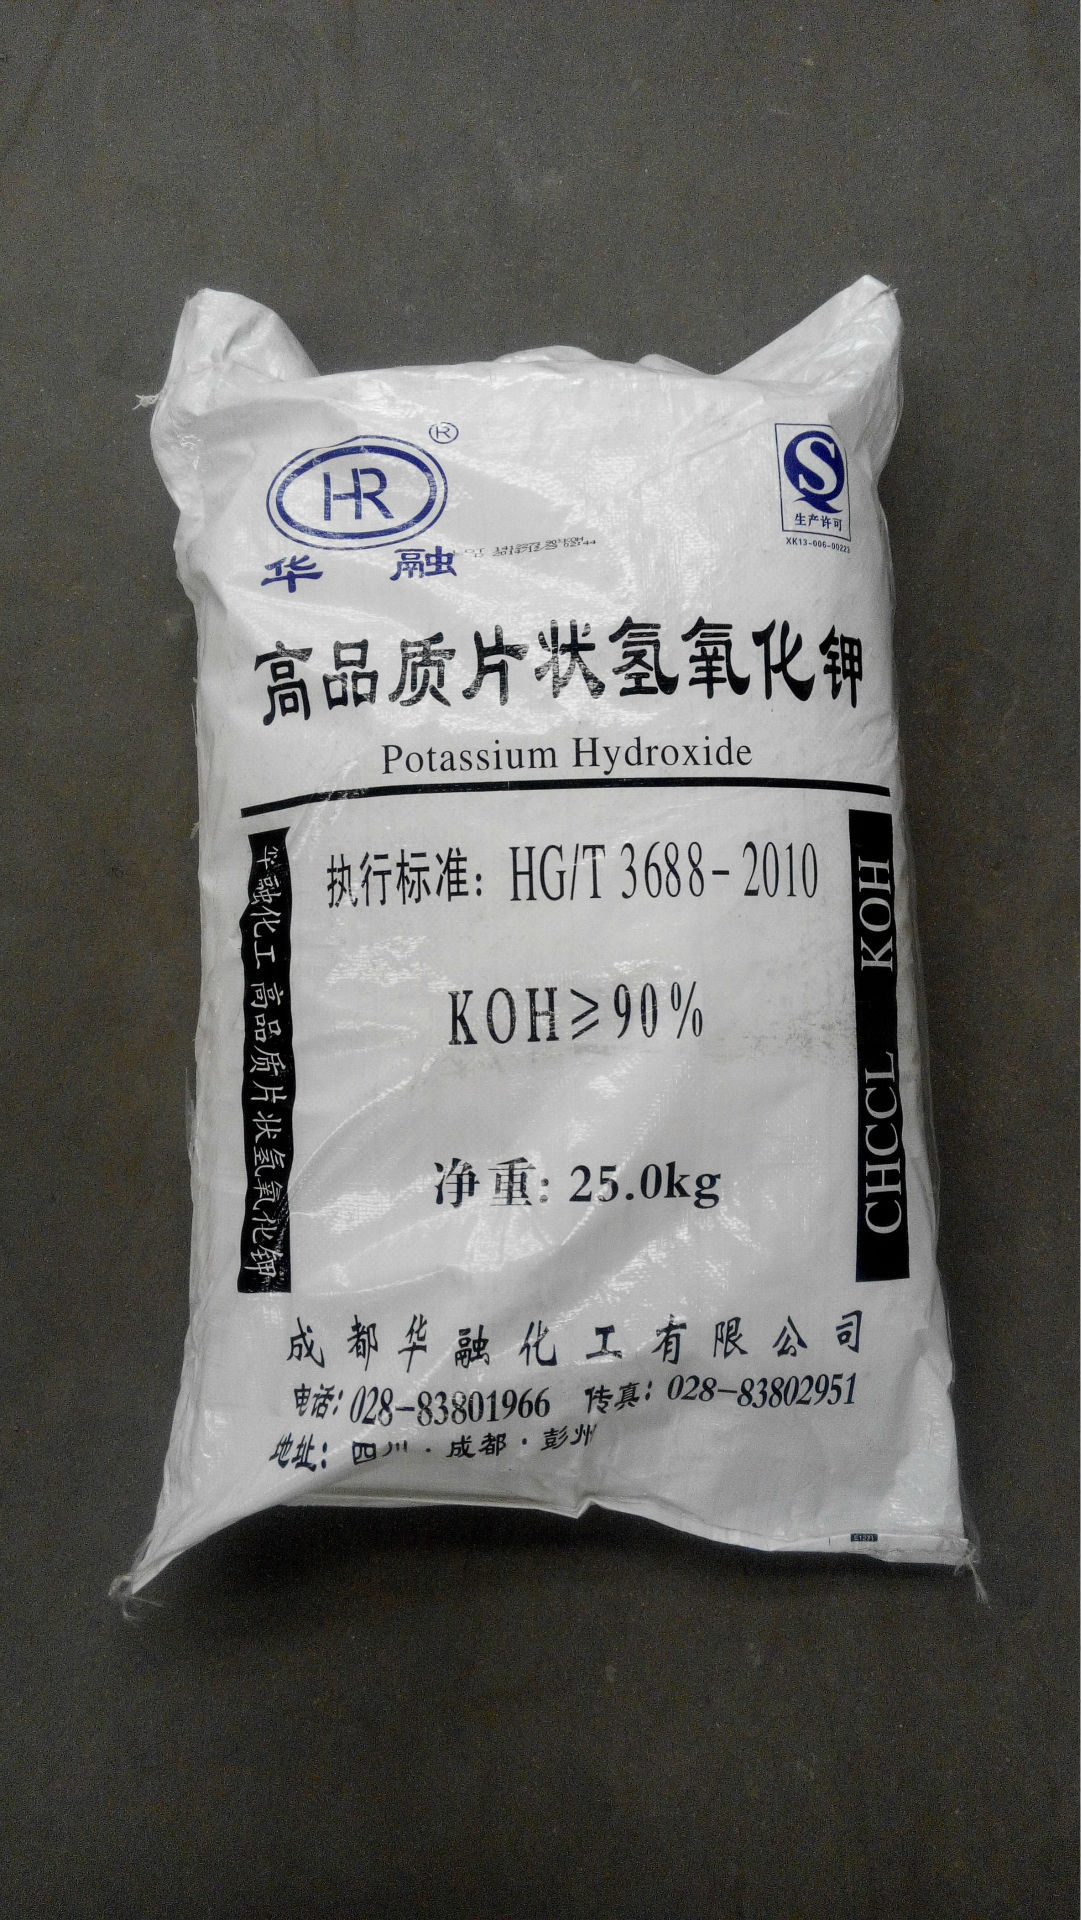 ®
HR
华融
S
生产许可
XK13-006-00223
高品质片状氢氧化钾
Potassium Hydroxide
华融化工 高品质片状氢氧化钾
执行标准：HG/T 3688-2010
KOH≥90%
净重：25.0kg
CHCCL KOH
成都华融化工有限公司
电话：028-83801966 传真：028-83802951
地址：四川·成都·彭州